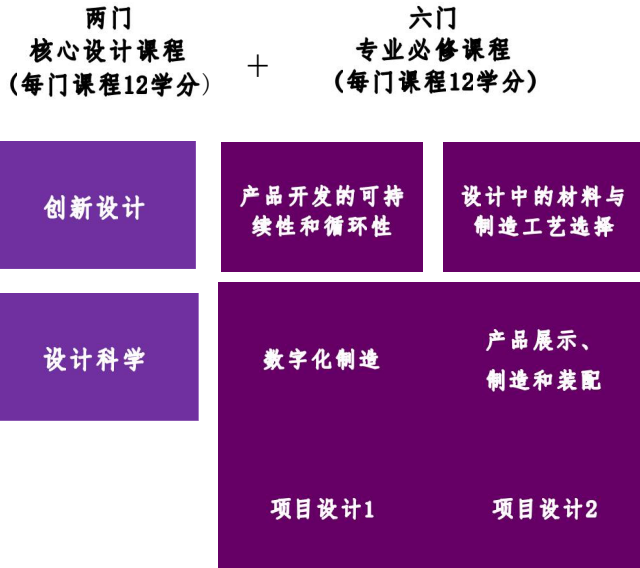 两门
核心设计课程
(每门课程12学分)
+
六门
专业必修课程
(每门课程12学分)
创新设计
产品开发的可持
续性和循环性
设计中的材料与
制造工艺选择
设计科学
数字化制造
产品展示、
制造和装配
项目设计1
项目设计2